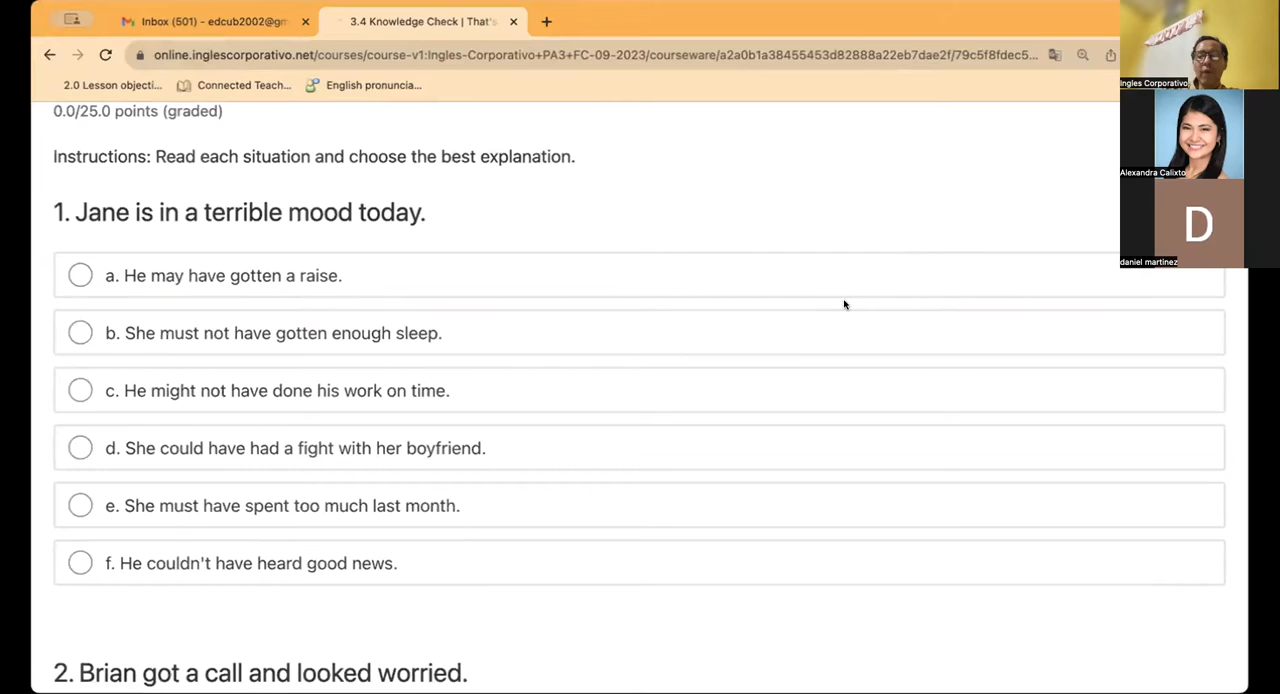 Inbox (501) - edcub2002@gm
3.4 Knowledge Check | That's
online.inglescorporativo.net/courses/course-v1:Ingles-Corporativo+PA3+FC-09-2023/courseware/a2a0b1a38455453d82888a22eb7dae2f/79c5f8fdec5...
2.0 Lesson objecti...
Connected Teach...
English pronuncia...
0.0/25.0 points (graded)
Instructions: Read each situation and choose the best explanation.
1. Jane is in a terrible mood today.
a. He may have gotten a raise.
b. She must not have gotten enough sleep.
c. He might not have done his work on time.
d. She could have had a fight with her boyfriend.
e. She must have spent too much last month.
f. He couldn't have heard good news.
2. Brian got a call and looked worried.
Ingles Corporativo
Alexandra Calixto
D
daniel martinez